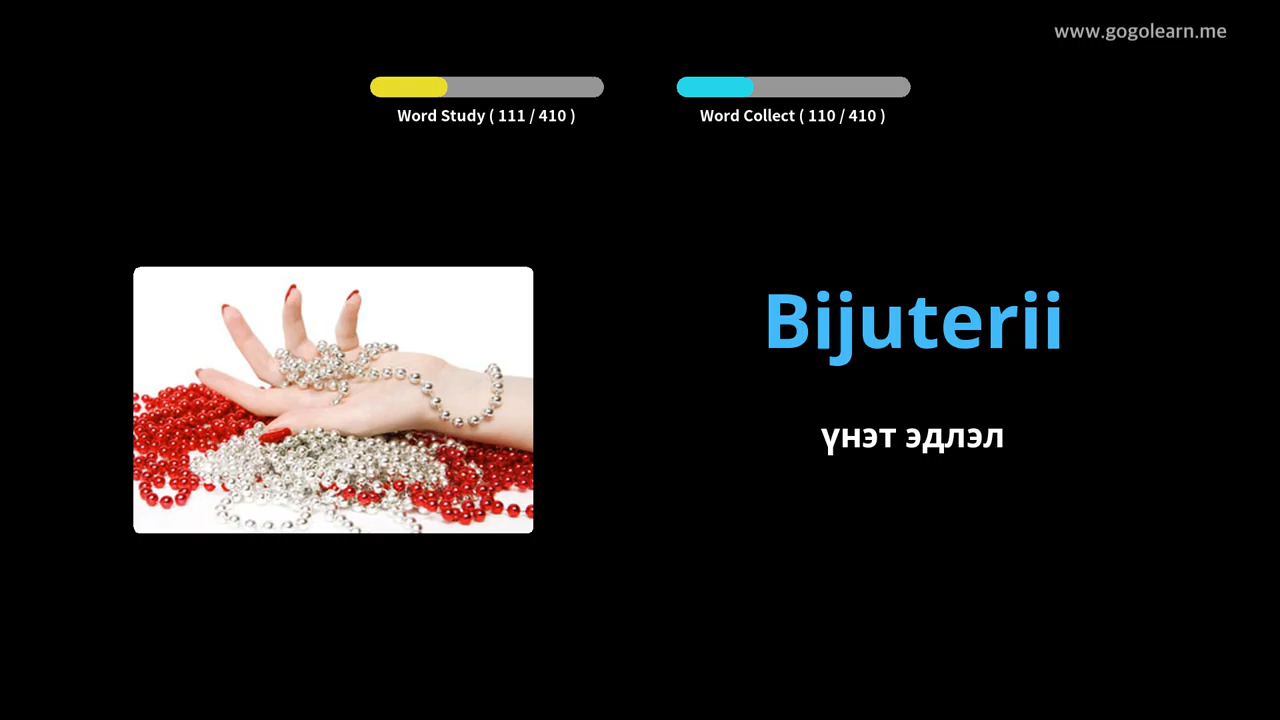 www.gogolearn.me
Word Study ( 111 / 410 )
Word Collect ( 110 / 410 )
Bijuterii
үнэт эдлэл